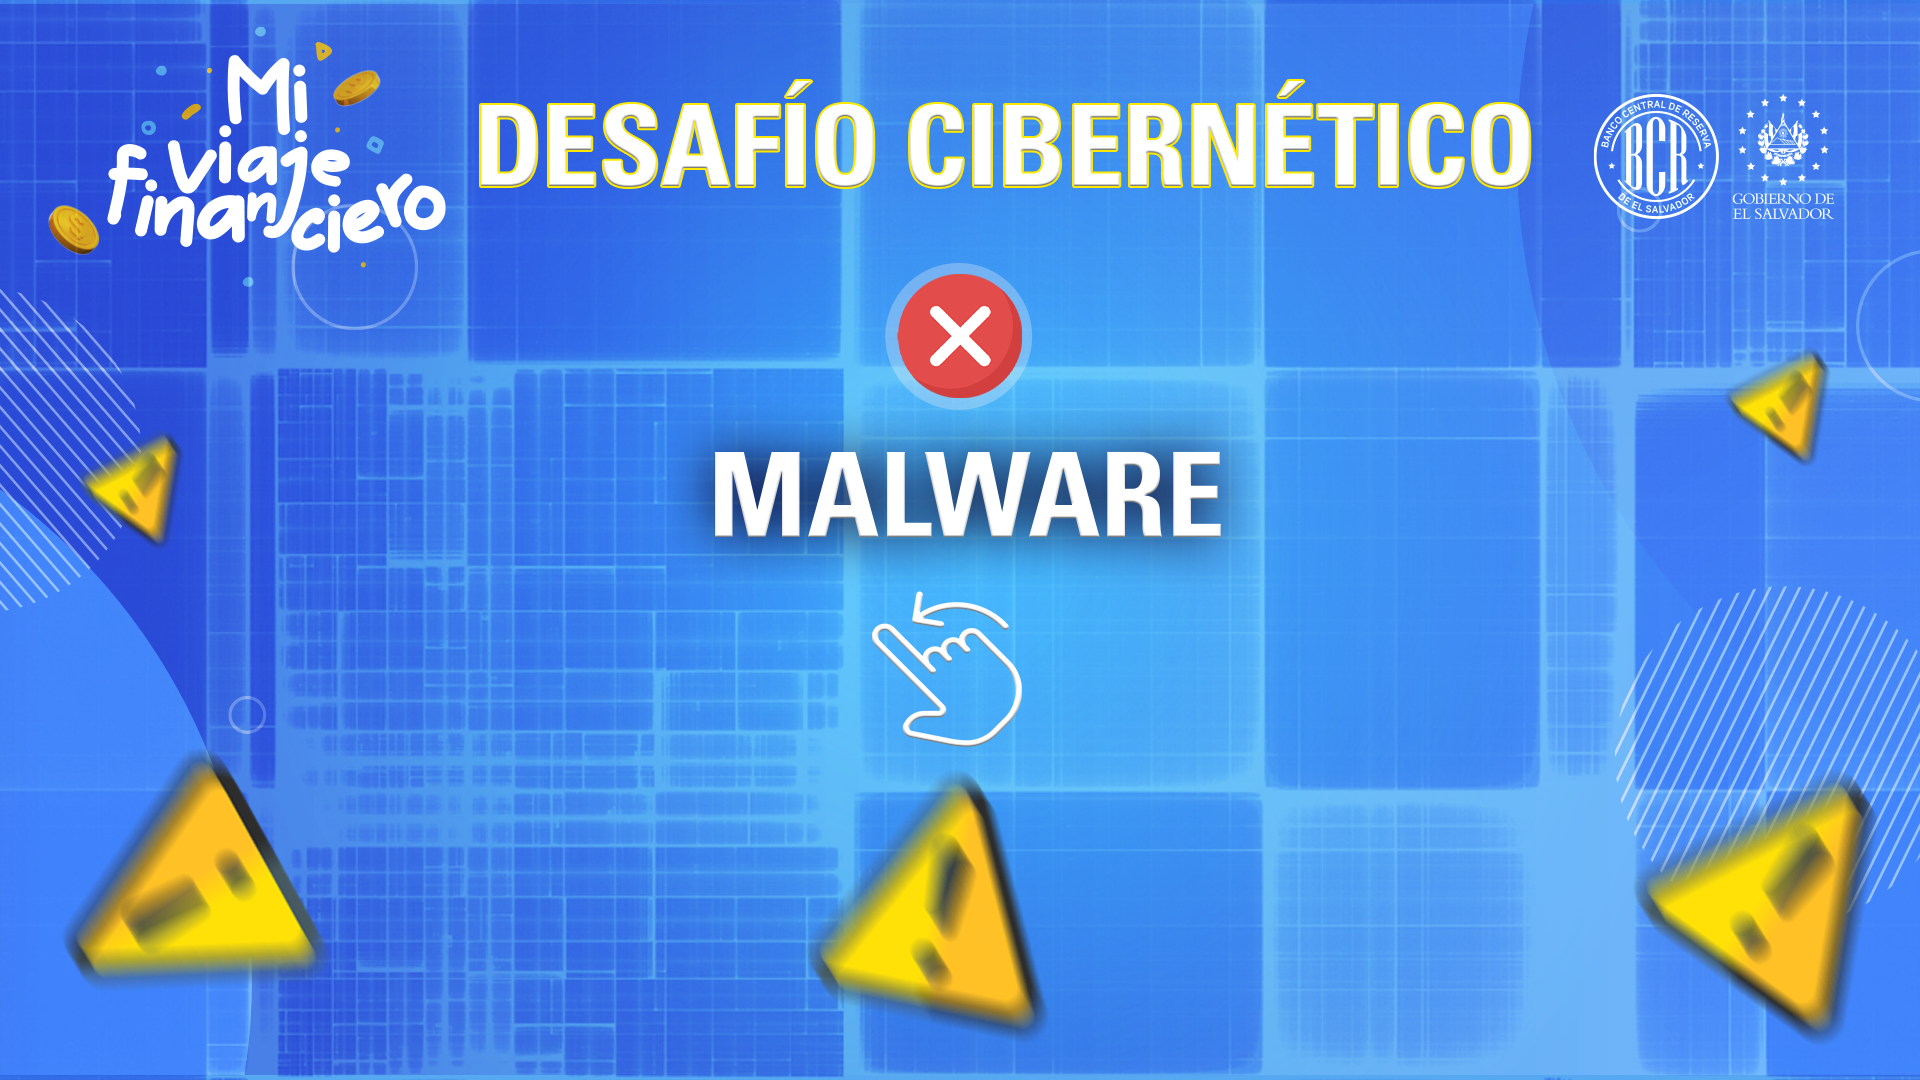 Mi
viaje
financiero
DESAFÍO CIBERNÉTICO
BANCO CENTRAL DE RESERVA
BCR
DE EL SALVADOR
GOBIERNO DE
EL SALVADOR
MALWARE